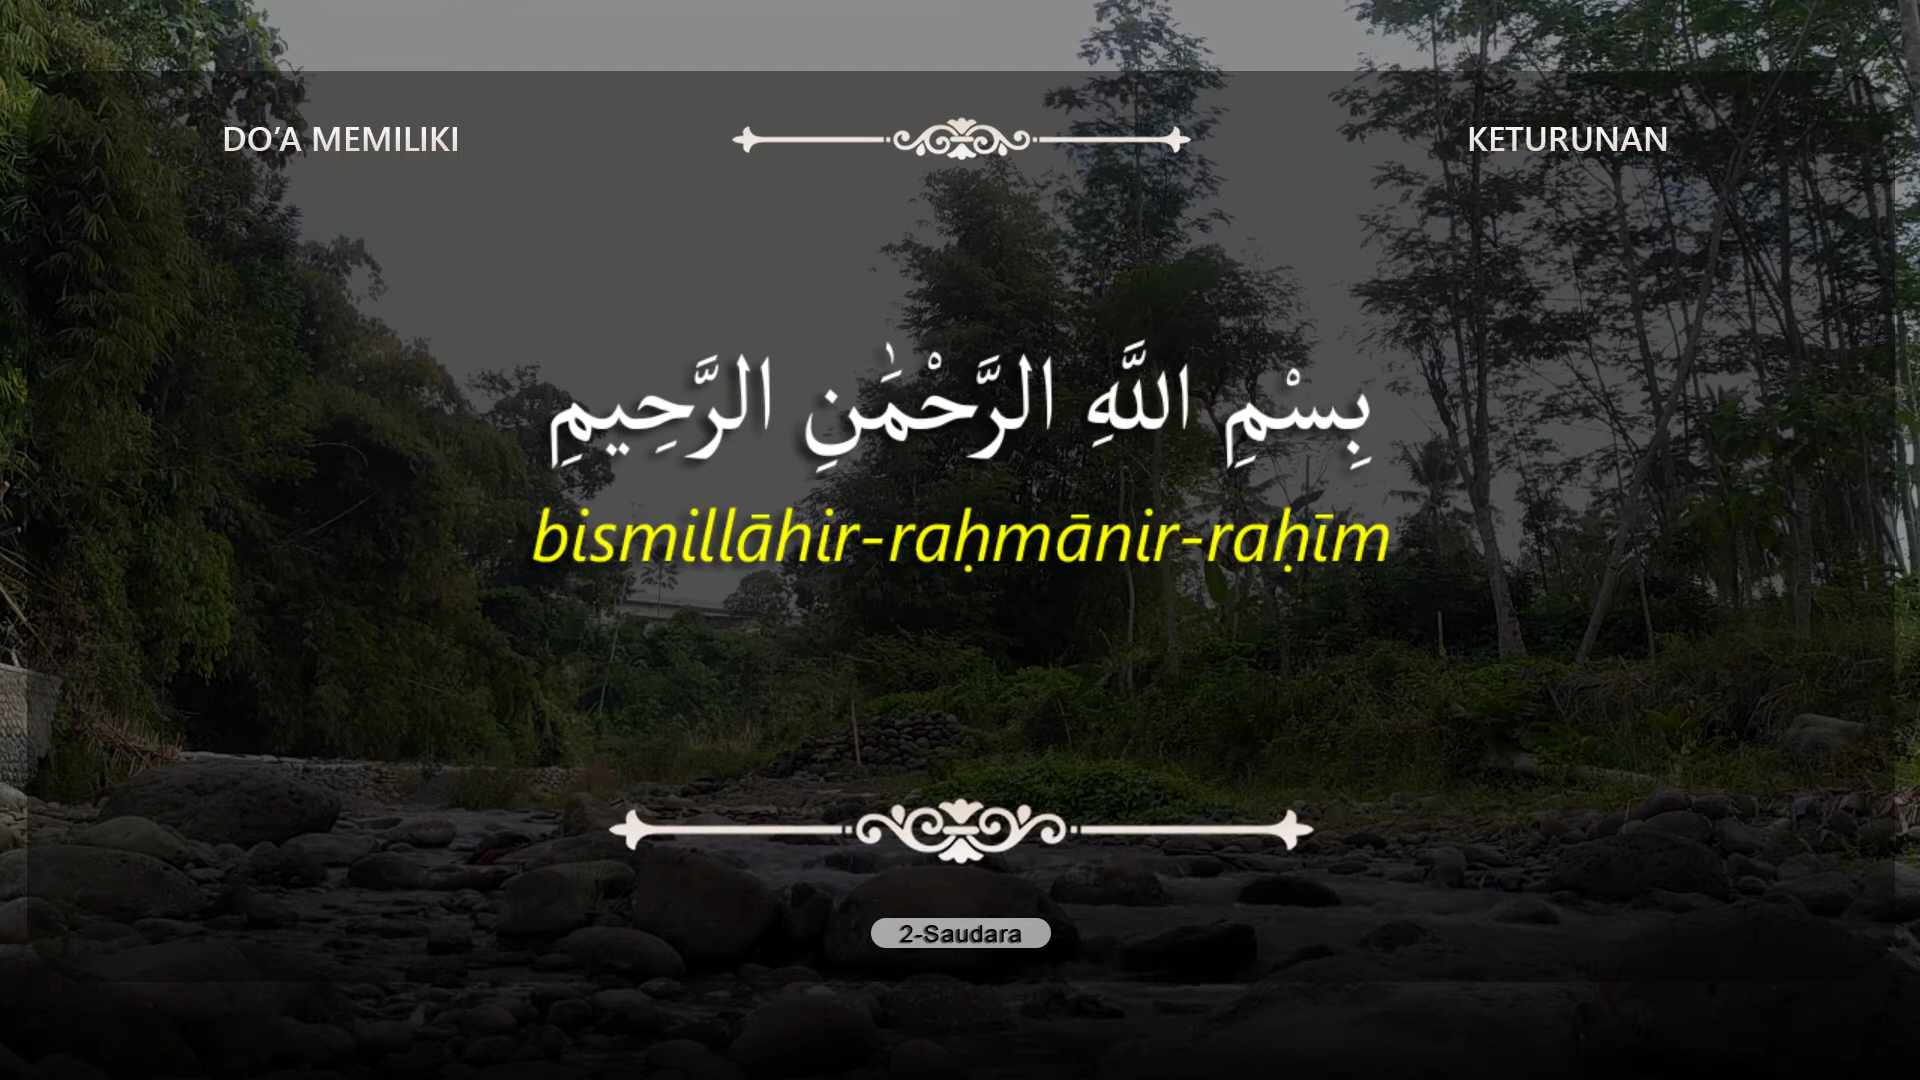 DO’A MEMILIKI
KETURUNAN
بِسْمِ اللَّهِ الرَّحْمَٰنِ الرَّحِيمِ
bismillāhir-raḥmānir-raḥīm
2-Saudara